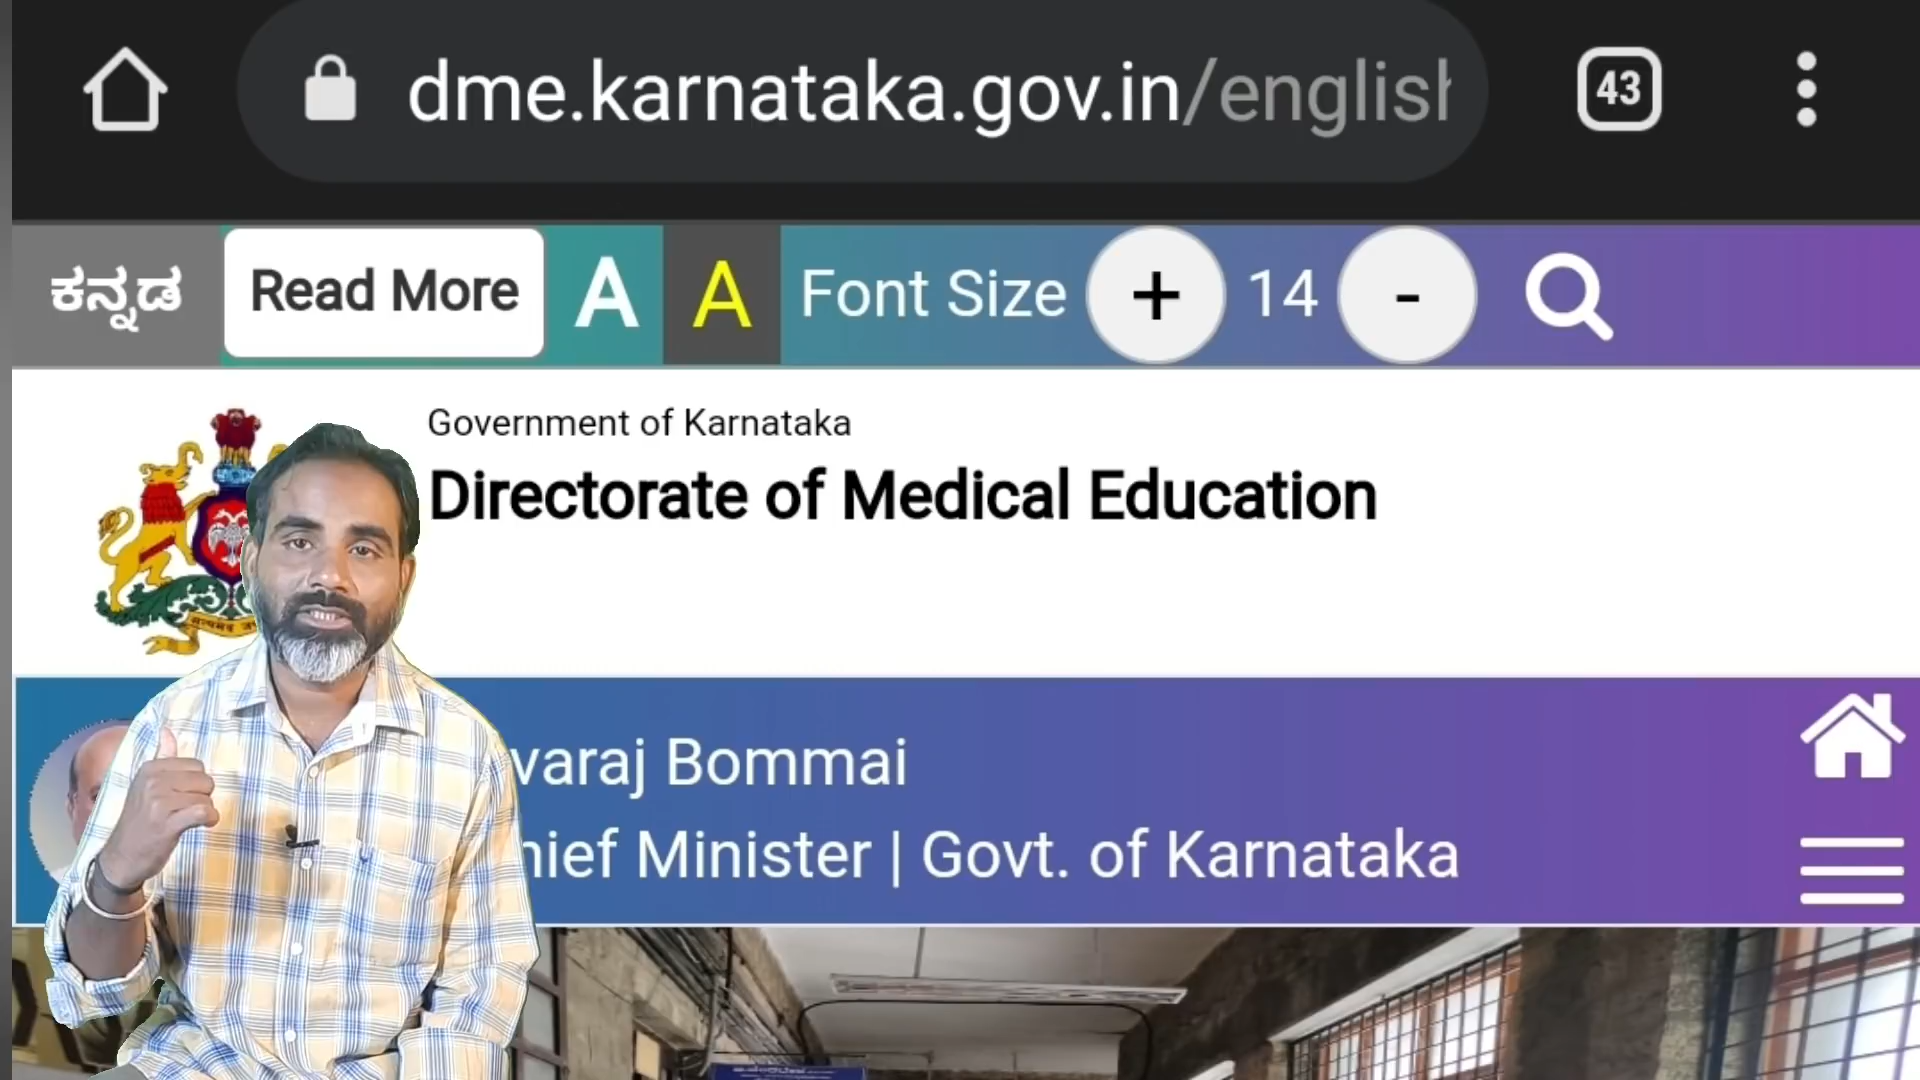 dme.karnataka.gov.in/english
43
ಕನ್ನಡ Read More A A Font Size + 14 - 
Government of Karnataka
Directorate of Medical Education
varaj Bommai
hief Minister | Govt. of Karnataka